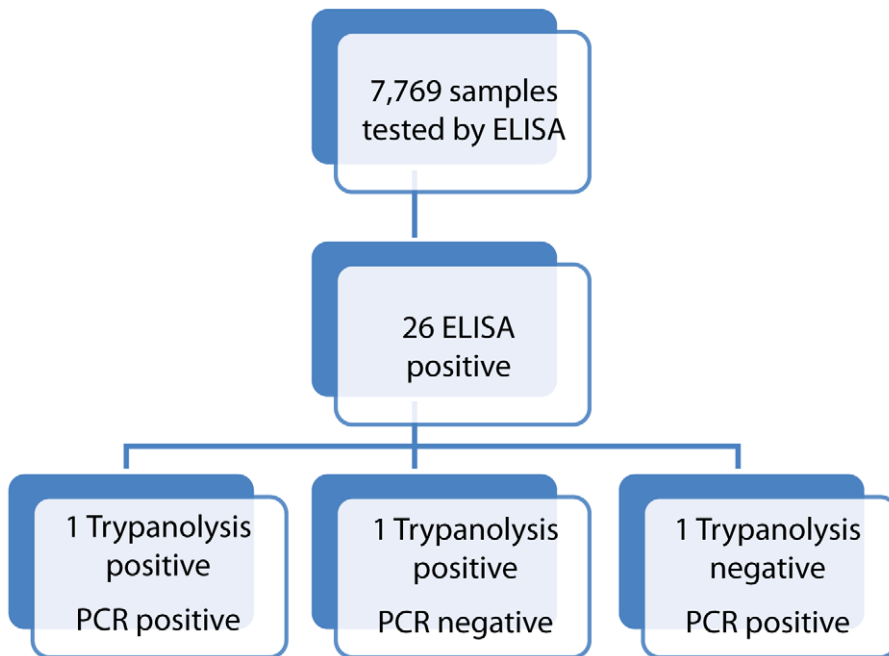 7,769 samples
tested by ELISA
26 ELISA
positive
1 Trypanolysis
positive
PCR positive
1 Trypanolysis
positive
PCR negative
1 Trypanolysis
negative
PCR positive